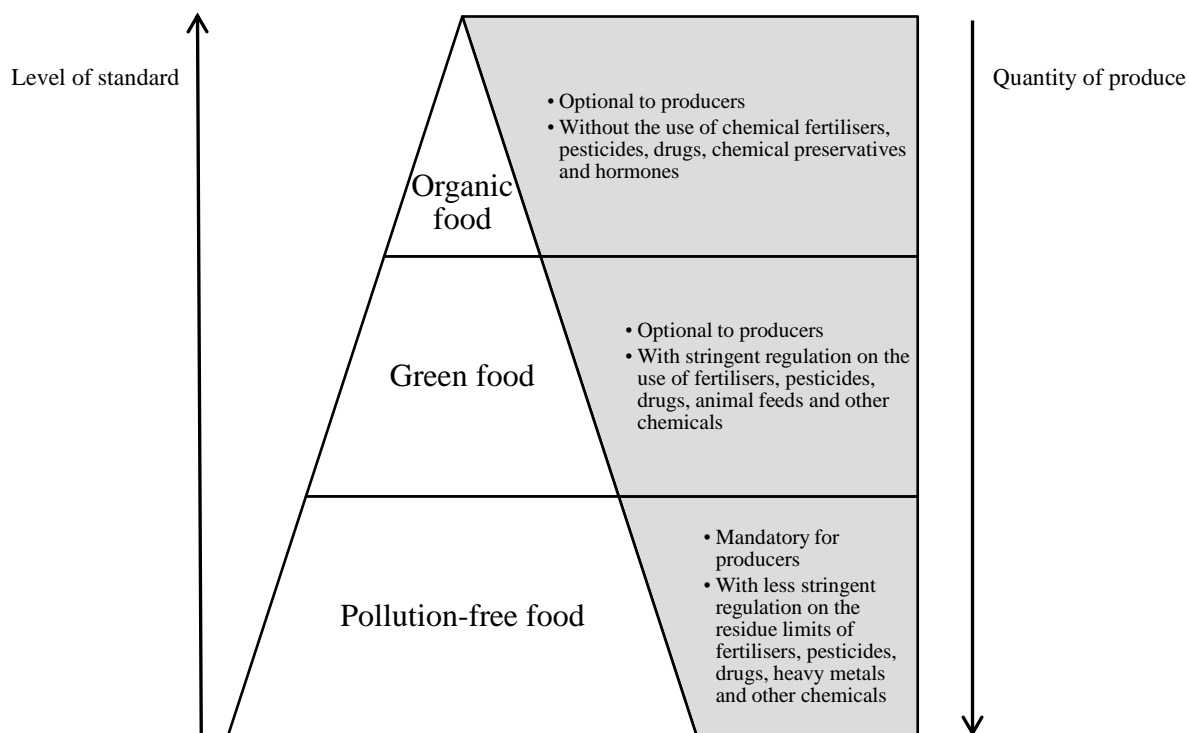 Level of standard
Quantity of produce
• Optional to producers
• Without the use of chemical fertilisers,
pesticides, drugs, chemical preservatives
and hormones
Organic
food
• Optional to producers
• With stringent regulation on the
use of fertilisers, pesticides,
drugs, animal feeds and other
chemicals
Green food
• Mandatory for
producers
• With less stringent
regulation on the
residue limits of
fertilisers, pesticides,
drugs, heavy metals
and other chemicals
Pollution-free food